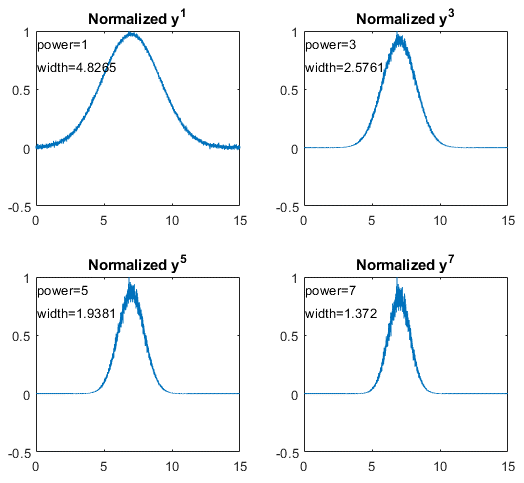 Normalized y1
power=1
width=4.8265
1
0.5
0
-0.5
0
5
10
15
Normalized y3
power=3
width=2.5761
1
0.5
0
-0.5
0
5
10
15
Normalized y5
power=5
width=1.9381
1
0.5
0
-0.5
0
5
10
15
Normalized y7
power=7
width=1.372
1
0.5
0
-0.5
0
5
10
15